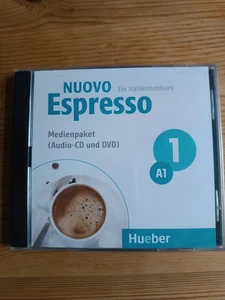 NUOVO Ein Italienischkurs
Espresso
Medienpaket
(Audio-CD und DVD)
1
A1
Hueber